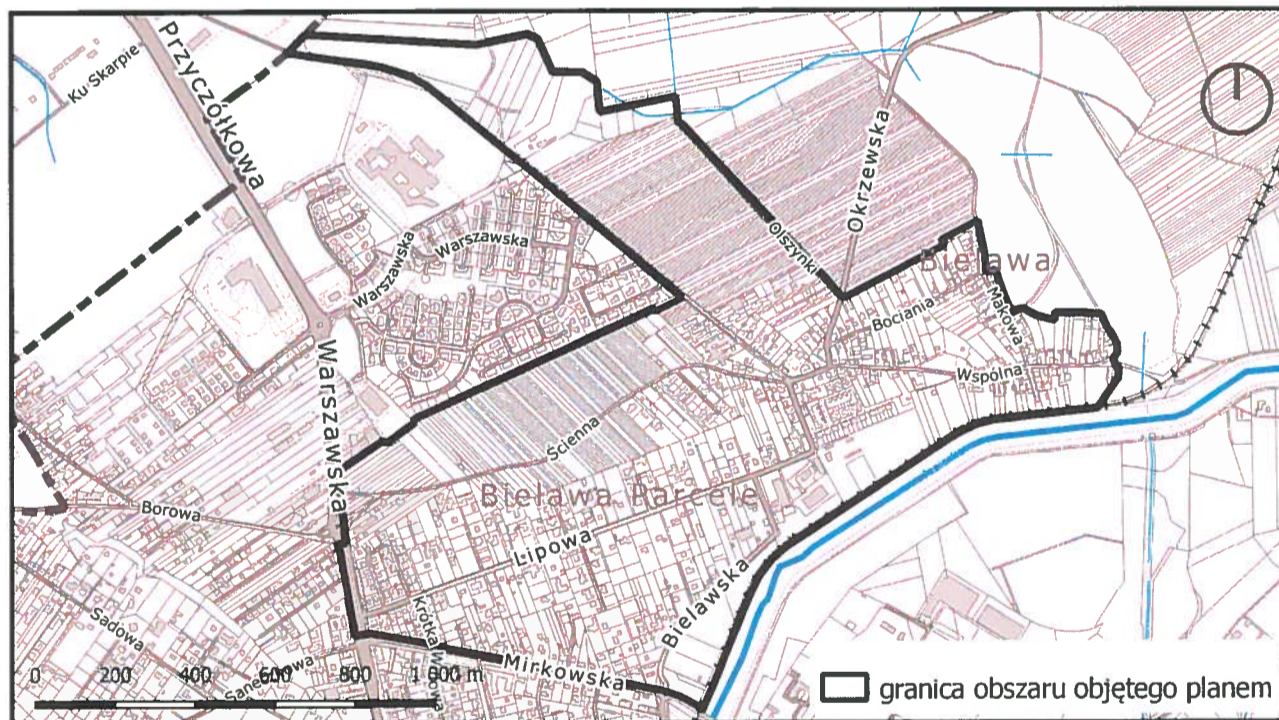 Ku Skarpie
Przyczółkowa
Okrzewska
Warszawska
Warszawska
Olszynki
Bielawa
Bociania
Makowa
Wspólna
Warszawska
Ścienna
Bielawa Parcele
Borowa
Lipowa
Bielawska
Sadowa
Krótka
Mirkowska
0 200 400 600 800 1 000 m
granica obszaru objętego planem